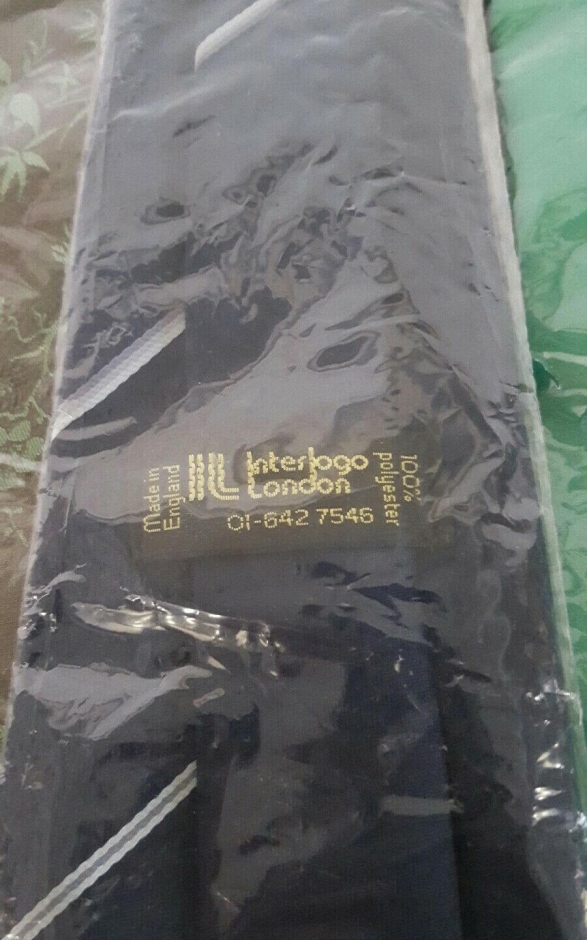 Made in
England
Interlogo
London
01-642 7546
100%
polyester